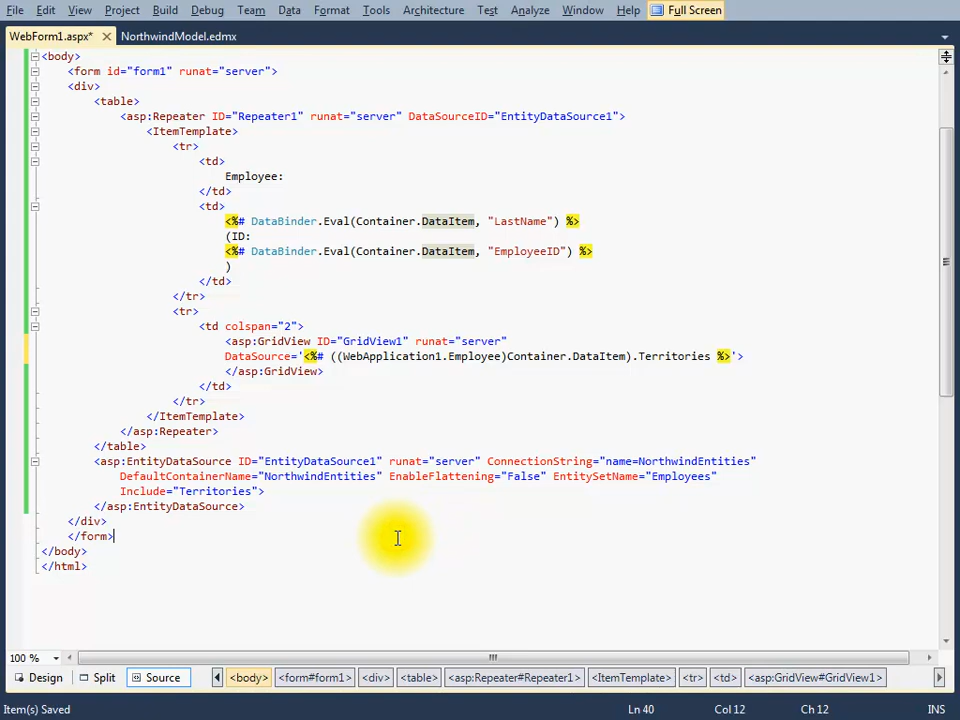 File Edit View Project Build Debug Team Data Format Tools Architecture Test Analyze Window Help Full Screen
WebForm1.aspx* NorthwindModel.edmx
<body>
<form id="form1" runat="server">
<div>
<table>
<asp:Repeater ID="Repeater1" runat="server" DataSourceID="EntityDataSource1">
<ItemTemplate>
<tr>
<td>
Employee:
</td>
<td>
<%# DataBinder.Eval(Container.DataItem, "LastName") %>
(ID:
<%# DataBinder.Eval(Container.DataItem, "EmployeeID") %>
)
</td>
</tr>
<tr>
<td colspan="2">
<asp:GridView ID="GridView1" runat="server"
DataSource='<%# ((WebApplication1.Employee)Container.DataItem).Territories %>'>
</asp:GridView>
</td>
</tr>
</ItemTemplate>
</asp:Repeater>
</table>
<asp:EntityDataSource ID="EntityDataSource1" runat="server" ConnectionString="name=NorthwindEntities"
DefaultContainerName="NorthwindEntities" EnableFlattening="False" EntitySetName="Employees"
Include="Territories">
</asp:EntityDataSource>
</div>
</form>
</body>
</html>
100 %
Design Split Source <body> <form#form1> <div> <table> <asp:Repeater#Repeater1> <ItemTemplate> <tr> <td> <asp:GridView#GridView1>
Item(s) Saved Ln 40 Col 12 Ch 12 INS